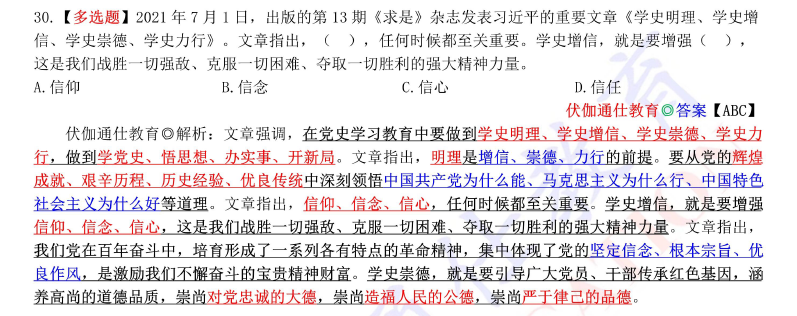 30.【多选题】2021 年 7 月 1 日，出版的第 13 期《求是》杂志发表习近平的重要文章《学史明理、学史增
信、学史崇德、学史力行》。文章指出，（　），任何时候都至关重要。学史增信，就是要增强（　），
这是我们战胜一切强敌、克服一切困难、夺取一切胜利的强大精神力量。
A.信仰 B.信念 C.信心 D.信任
伏伽通仕教育◎答案【ABC】
伏伽通仕教育◎解析：文章强调，在党史学习教育中要做到学史明理、学史增信、学史崇德、学史力
行，做到学党史、悟思想、办实事、开新局。文章指出，明理是增信、崇德、力行的前提。要从党的辉煌
成就、艰辛历程、历史经验、优良传统中深刻领悟中国共产党为什么能、马克思主义为什么行、中国特色
社会主义为什么好等道理。文章指出，信仰、信念、信心，任何时候都至关重要。学史增信，就是要增强
信仰、信念、信心，这是我们战胜一切强敌、克服一切困难、夺取一切胜利的强大精神力量。文章指出，
我们党在百年奋斗中，培育形成了一系列各有特点的革命精神，集中体现了党的坚定信念、根本宗旨、优
良作风，是激励我们不懈奋斗的宝贵精神财富。学史崇德，就是要引导广大党员、干部传承红色基因，涵
养高尚的道德品质，崇尚对党忠诚的大德，崇尚造福人民的公德，崇尚严于律己的品德。